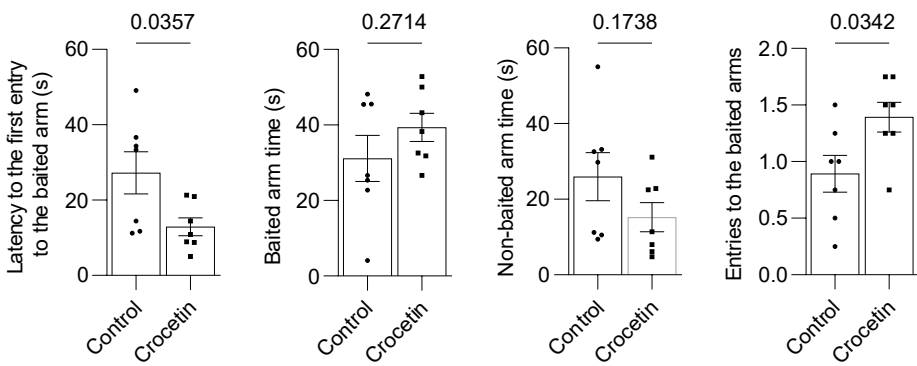 0.0357
Latency to the first entry
to the baited arm (s)
60
40
20
0
Control
Crocetin
0.2714
Baited arm time (s)
60
40
20
0
Control
Crocetin
0.1738
Non-baited arm time (s)
60
40
20
0
Control
Crocetin
0.0342
Entries to the baited arms
2.0
1.5
1.0
0.5
0.0
Control
Crocetin